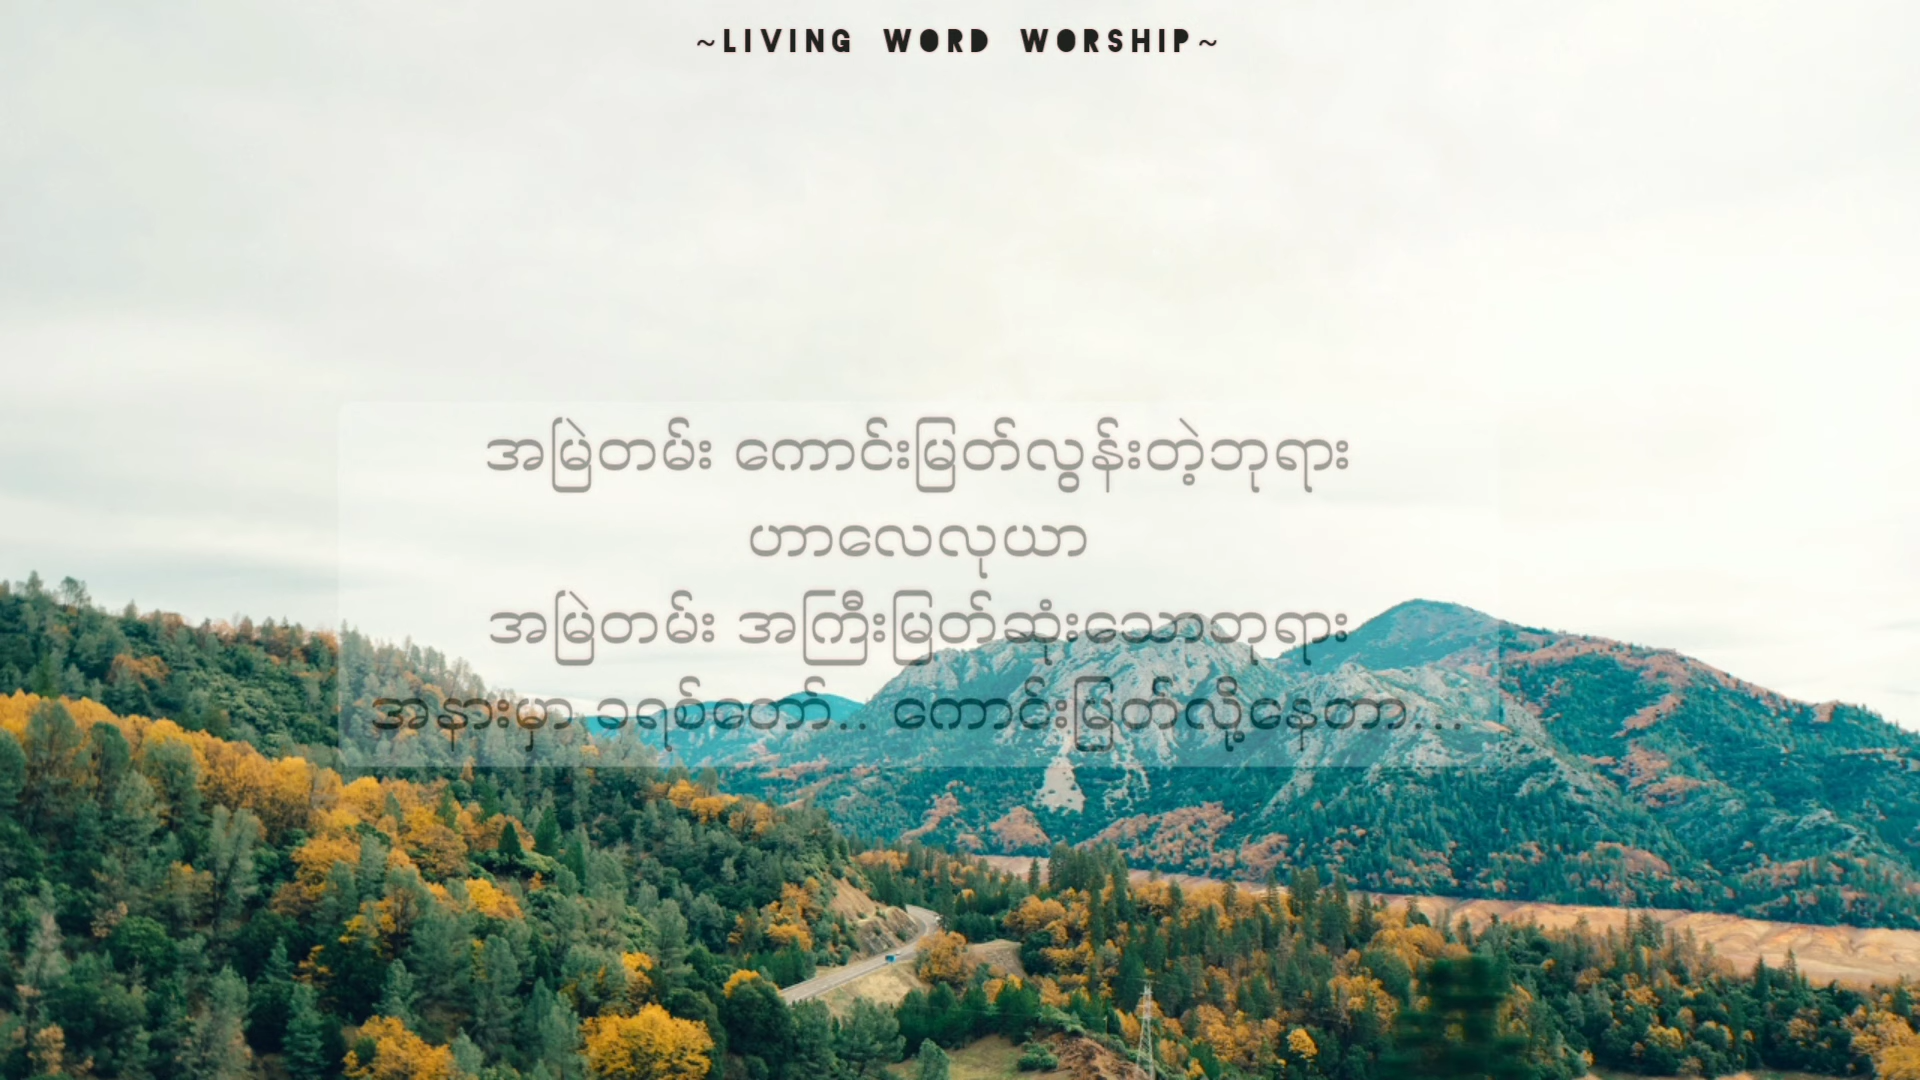 ~LIVING WORD WORSHIP~
အမြဲတမ်း ကောင်းမြတ်လွန်းတဲ့ဘုရား
ဟာလေလုယာ
အမြဲတမ်း အကြီးမြတ်ဆုံးသောဘုရား
အနားမှာ ခရစ်တော်.. ကောင်းမြတ်လို့နေတာ...